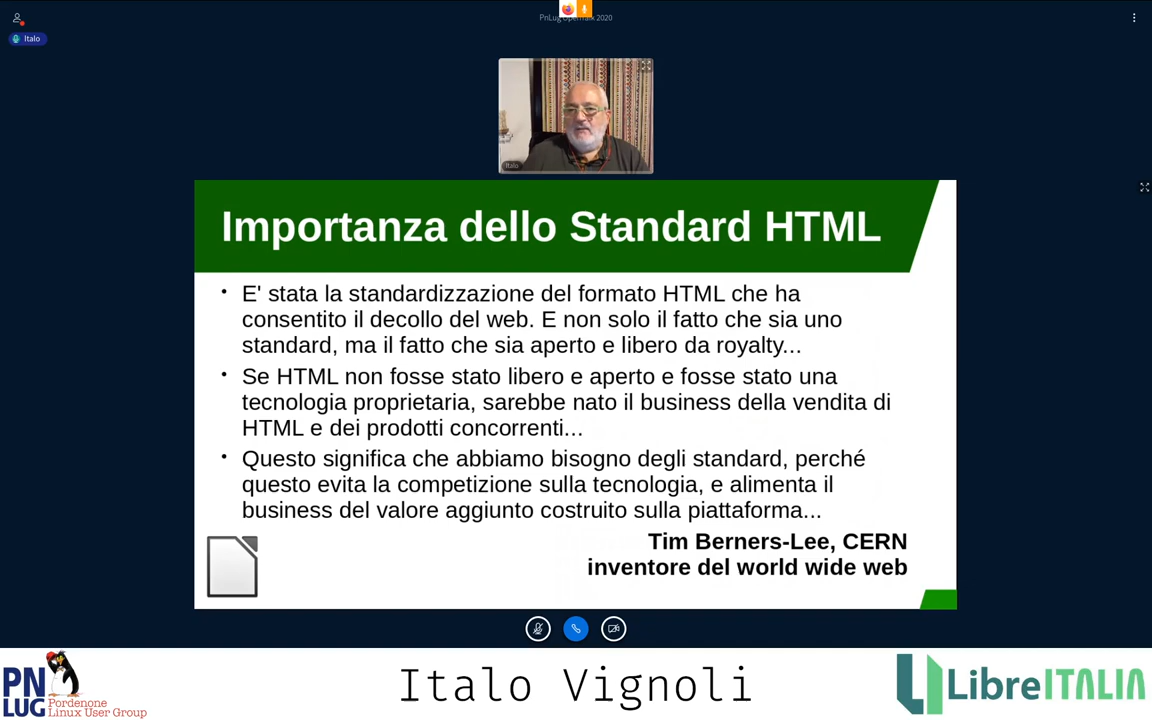 PnLug OpenTalk 2020
Italo
Italo
Importanza dello Standard HTML
• E' stata la standardizzazione del formato HTML che ha
consentito il decollo del web. E non solo il fatto che sia uno
standard, ma il fatto che sia aperto e libero da royalty...
• Se HTML non fosse stato libero e aperto e fosse stato una
tecnologia proprietaria, sarebbe nato il business della vendita di
HTML e dei prodotti concorrenti...
• Questo significa che abbiamo bisogno degli standard, perché
questo evita la competizione sulla tecnologia, e alimenta il
business del valore aggiunto costruito sulla piattaforma...
Tim Berners-Lee, CERN
inventore del world wide web
PN
LUG
Pordenone
Linux User Group
Italo Vignoli
LibreITALIA